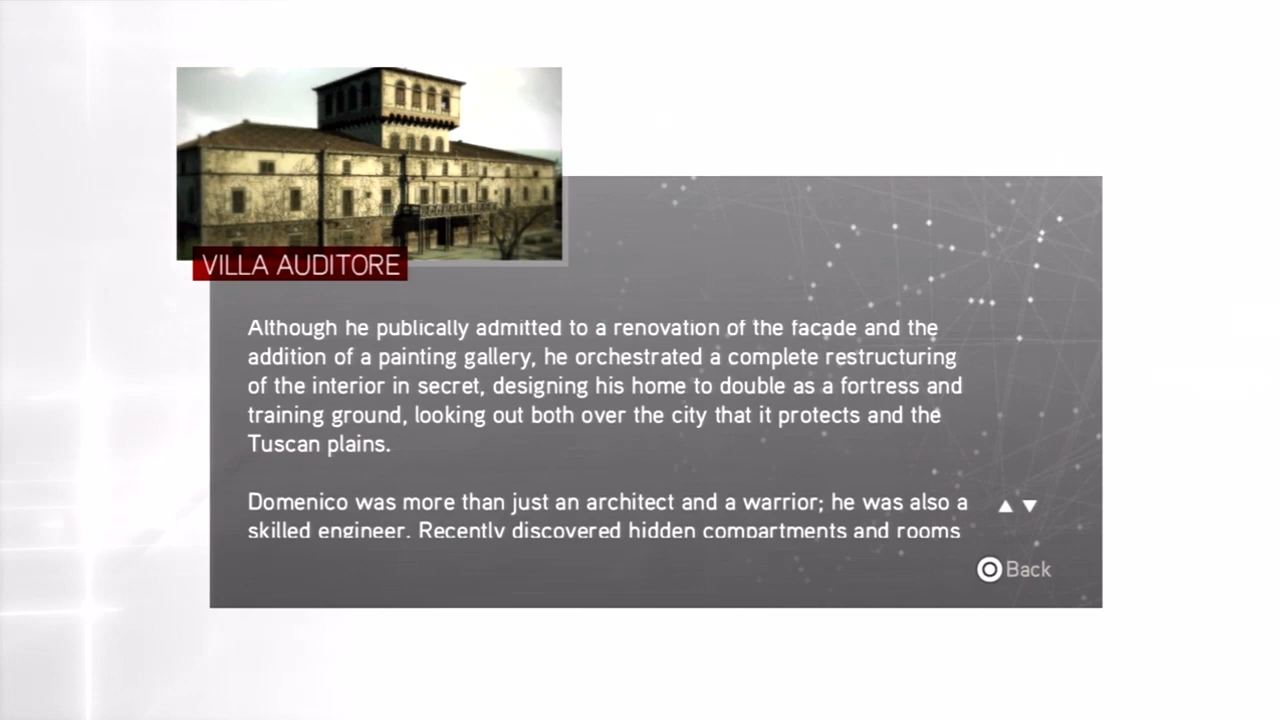 VILLA AUDITORE
Although he publically admitted to a renovation of the facade and the
addition of a painting gallery, he orchestrated a complete restructuring
of the interior in secret, designing his home to double as a fortress and
training ground, looking out both over the city that it protects and the
Tuscan plains.
Domenico was more than just an architect and a warrior; he was also a
skilled engineer. Recently discovered hidden compartments and rooms
Back